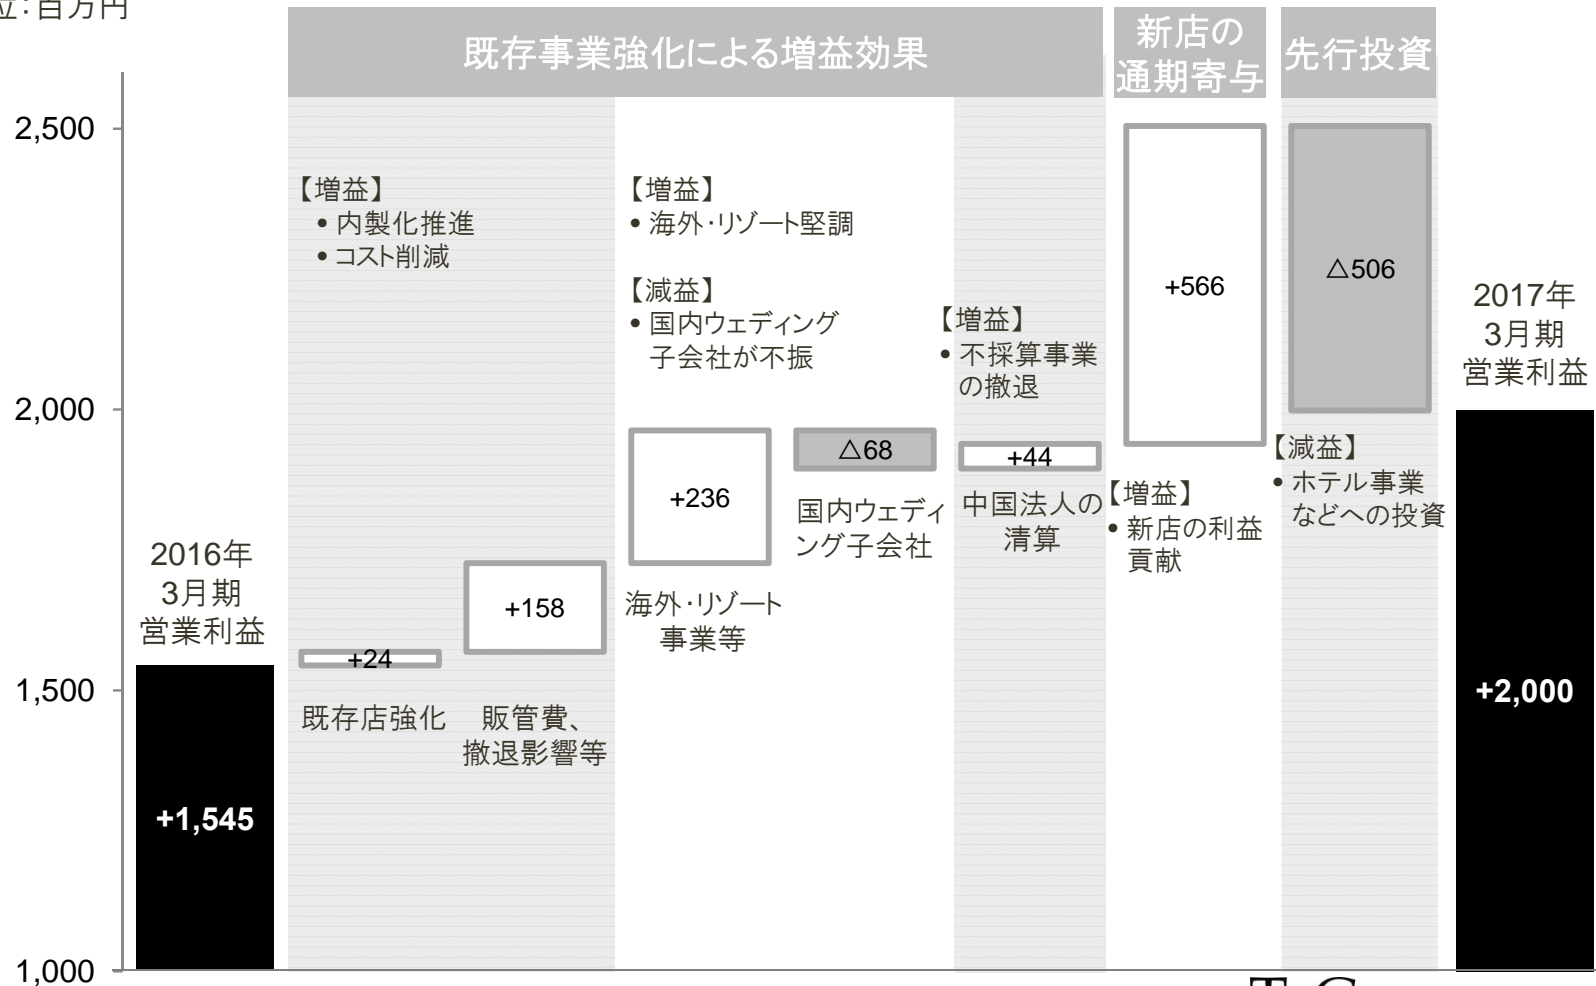 位：百万円
既存事業強化による増益効果
新店の
通期寄与
先行投資
2,500
2,000
1,500
1,000
【増益】
• 内製化推進
• コスト削減
【増益】
• 海外・リゾート堅調
【減益】
• 国内ウェディング
子会社が不振
【増益】
• 不採算事業
の撤退
+566
△506
2017年
3月期
営業利益
+236
△68
+44
【減益】
• ホテル事業
などへの投資
国内ウェディ
ング子会社
中国法人の
清算
【増益】
• 新店の利益
貢献
2016年
3月期
営業利益
+158
海外・リゾート
事業等
+24
既存店強化
販管費、
撤退影響等
+1,545
+2,000